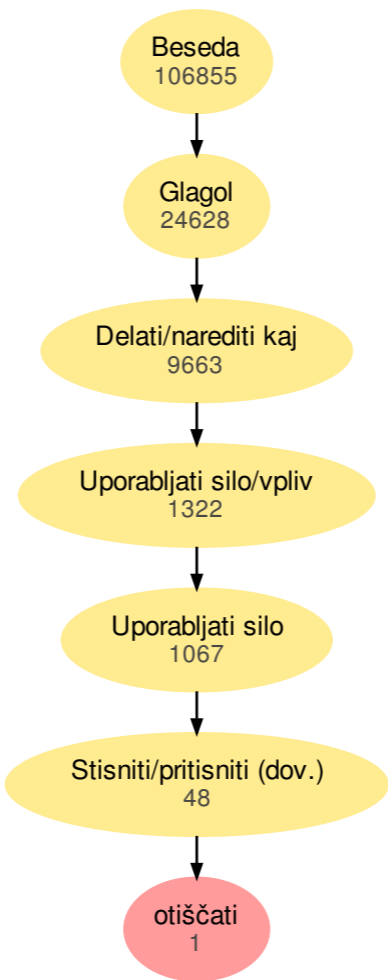 Beseda
106855
Glagol
24628
Delati/narediti kaj
9663
Uporabljati silo/vpliv
1322
Uporabljati silo
1067
Stisniti/pritisniti (dov.)
48
otiščati
1